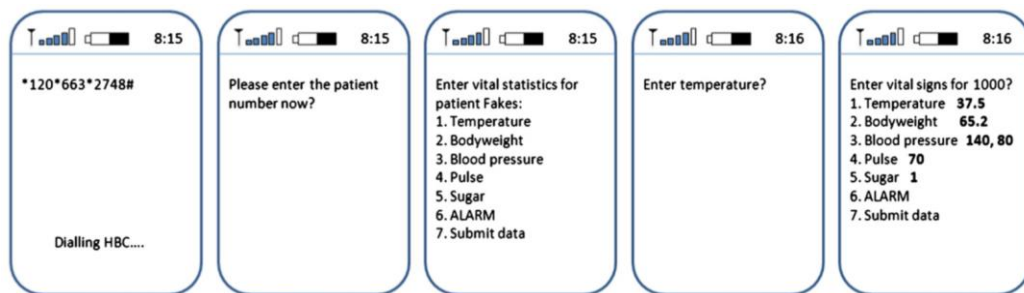 8:15
*120*663*2748#
Dialling HBC....
8:15
Please enter the patient
number now?
8:15
Enter vital statistics for
patient Fakes:
1. Temperature
2. Bodyweight
3. Blood pressure
4. Pulse
5. Sugar
6. ALARM
7. Submit data
8:16
Enter temperature?
8:16
Enter vital signs for 1000?
1. Temperature 37.5
2. Bodyweight 65.2
3. Blood pressure 140, 80
4. Pulse 70
5. Sugar 1
6. ALARM
7. Submit data